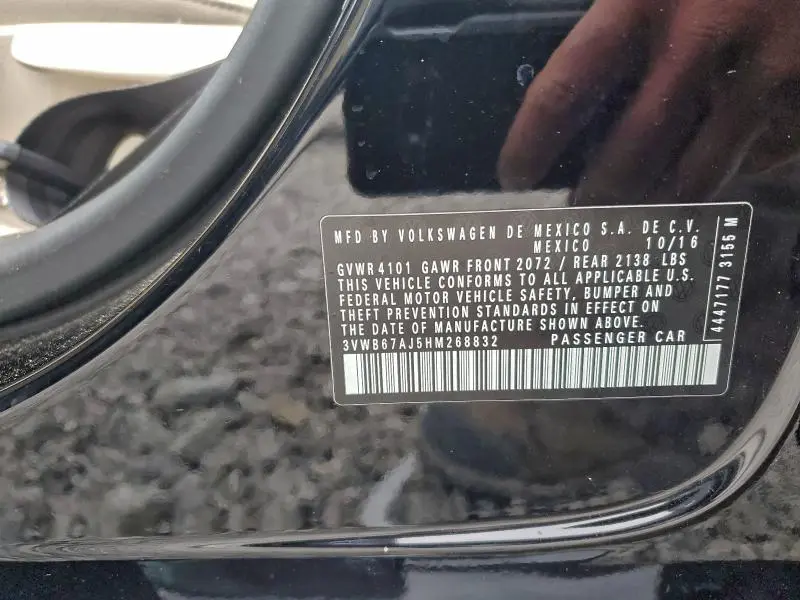 MFD BY VOLKSWAGEN DE MEXICO S.A. DE C.V.
MEXICO 10/16
GVWR 4101 GAWR FRONT 2072 / REAR 2138 LBS
THIS VEHICLE CONFORMS TO ALL APPLICABLE U.S.
FEDERAL MOTOR VEHICLE SAFETY, BUMPER AND
THEFT PREVENTION STANDARDS IN EFFECT ON
THE DATE OF MANUFACTURE SHOWN ABOVE.
3VWB67AJ5HM268832 PASSENGER CAR
4447177 3155 M